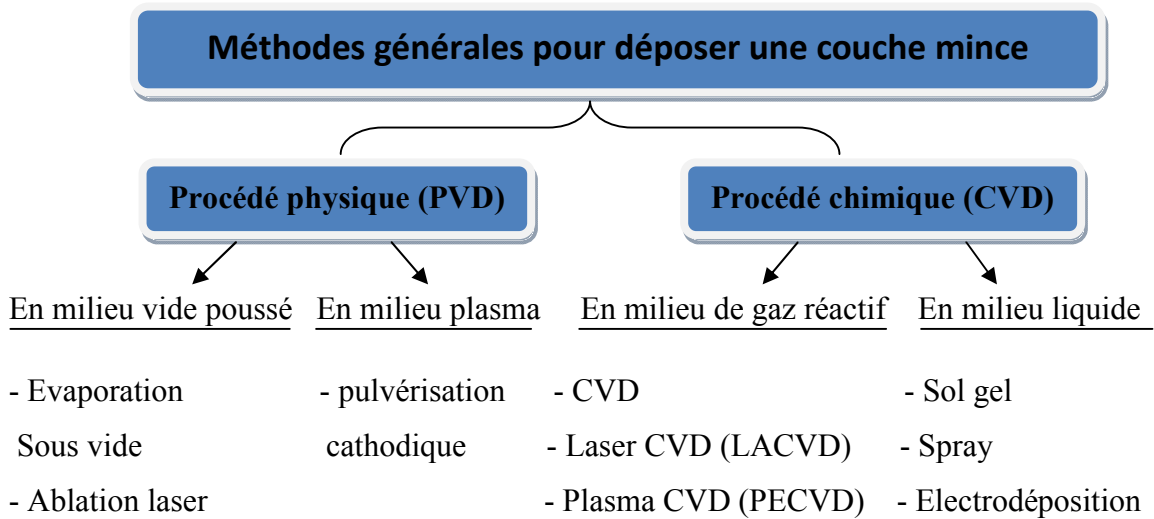 Méthodes générales pour déposer une couche mince
Procédé physique (PVD)
Procédé chimique (CVD)
En milieu vide poussé
- Evaporation
Sous vide
- Ablation laser
En milieu plasma
- pulvérisation
cathodique
En milieu de gaz réactif
- CVD
- Laser CVD (LACVD)
- Plasma CVD (PECVD)
En milieu liquide
- Sol gel
- Spray
- Electrodéposition